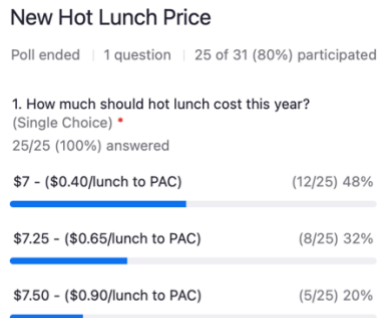 New Hot Lunch Price
Poll ended | 1 question | 25 of 31 (80%) participated
1. How much should hot lunch cost this year?
(Single Choice) *
25/25 (100%) answered
$7 - ($0.40/lunch to PAC) (12/25) 48%
$7.25 - ($0.65/lunch to PAC) (8/25) 32%
$7.50 - ($0.90/lunch to PAC) (5/25) 20%